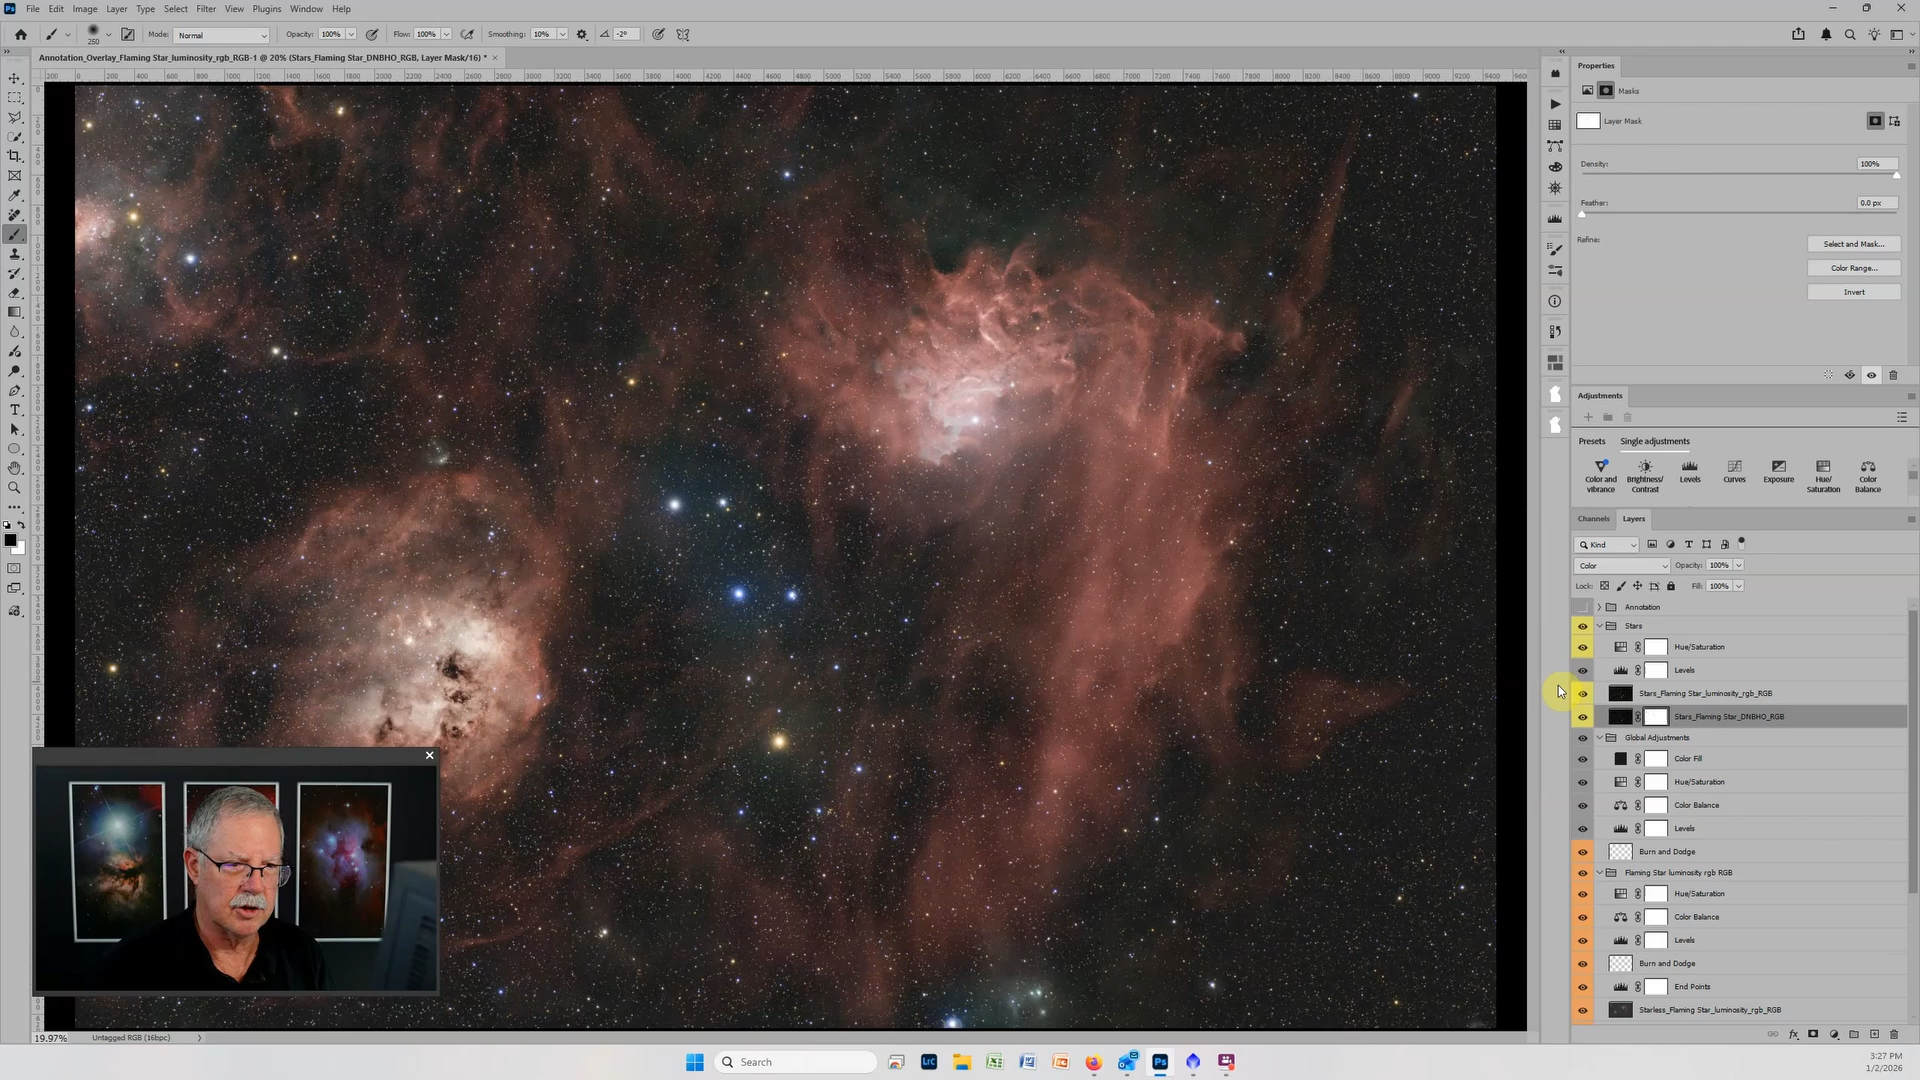 File Edit Image Layer Type Select Filter View Plugins Window Help
250 Mode: Normal Opacity: 100% Flow: 100% Smoothing: 10% -2°
Annotation_Overlay_Flaming Star_luminosity_rgb_RGB-1 @ 20% (Stars_Flaming Star_DNBHO_RGB, Layer Mask/16) * ×
Properties
Masks
Layer Mask
Density: 100%
Feather: 0.0 px
Refine:
Select and Mask...
Color Range...
Invert
Adjustments
Presets Single adjustments
Color and vibrance
Brightness/ Contrast
Levels
Curves
Exposure
Hue/ Saturation
Color Balance
Channels Layers
Kind
Color Opacity: 100%
Lock: Fill: 100%
Annotation
Stars
Hue/Saturation
Levels
Stars_Flaming Star_luminosity_rgb_RGB
Stars_Flaming Star_DNBHO_RGB
Global Adjustments
Color Fill
Hue/Saturation
Color Balance
Levels
Burn and Dodge
Flaming Star luminosity rgb RGB
Hue/Saturation
Color Balance
Levels
Burn and Dodge
End Points
Starless_Flaming Star_luminosity_rgb_RGB
19.97% Untagged RGB (16bpc)
Search
3:27 PM
1/2/2026